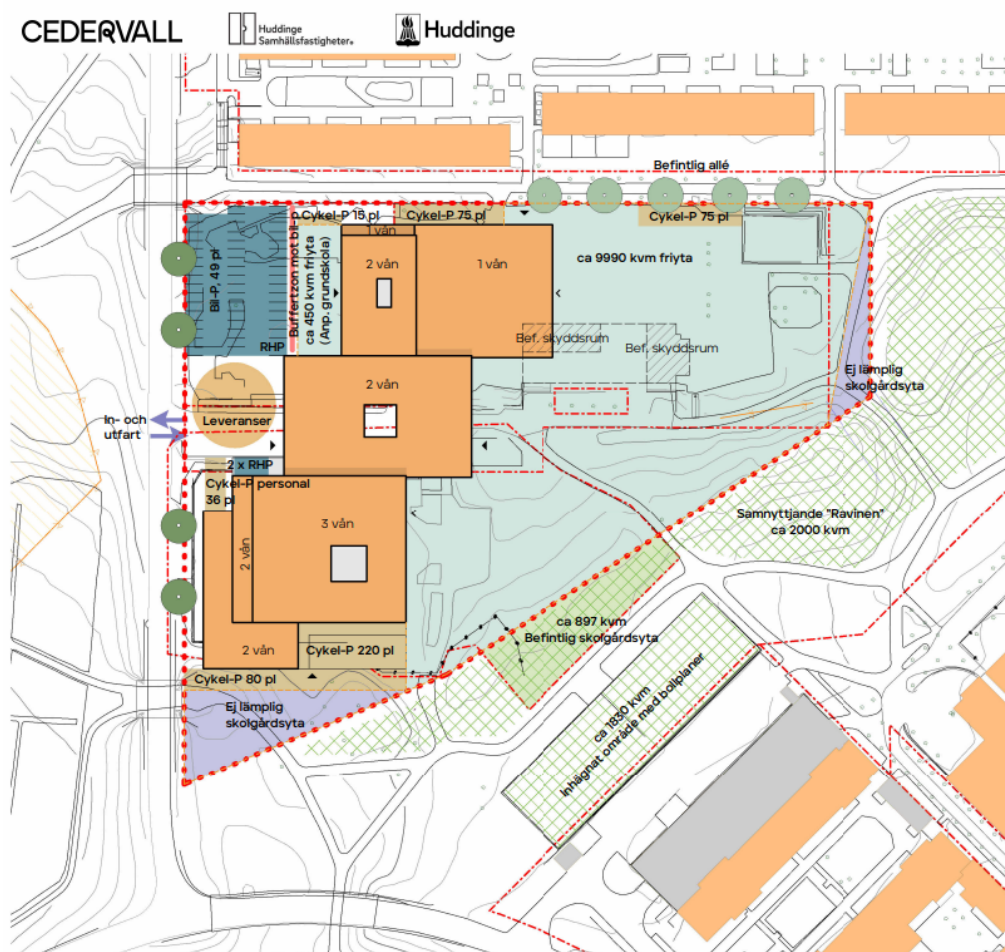 CEDERVALL
Huddinge
Samhällsfastigheter®
Huddinge
Befintlig allé
Cykel-P 15 pl
Cykel-P 75 pl
Cykel-P 75 pl
1 vån
2 vån
1 vån
ca 9990 kvm friyta
Bil-P, 49 pl
Buffertzon mot bil-
ca 450 kvm friyta
(Anp. grundskola)
RHP
Bef. skyddsrum
Bef. skyddsrum
Ej lämplig
skolgårdsyta
2 vån
In- och
utfart
Leveranser
2 x RHP
Cykel-P personal
36 pl
3 vån
2 vån
Samnyttjande "Ravinen"
ca 2000 kvm
ca 897 kvm
Befintlig skolgårdsyta
2 vån
Cykel-P 220 pl
Cykel-P 80 pl
Ej lämplig
skolgårdsyta
ca 1830 kvm
Inhägnat område med bollplaner